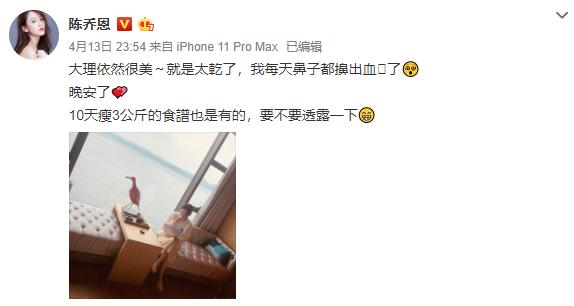 陈乔恩
4月13日 23:54 来自 iPhone 11 Pro Max 已编辑
大理依然很美～就是太乾了，我每天鼻子都擤出血了
晚安了
10天瘦3公斤的食譜也是有的，要不要透露一下